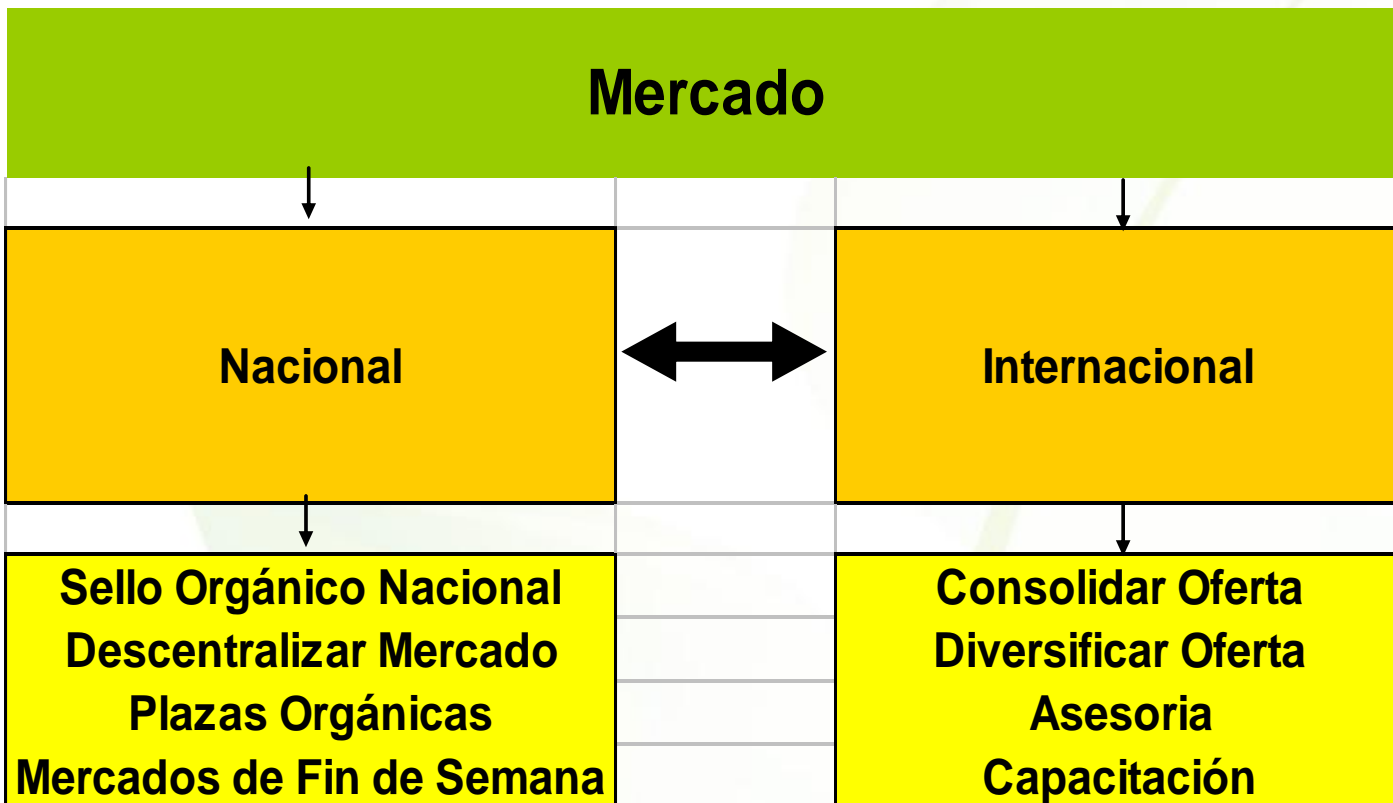 Mercado
Nacional
Internacional
Sello Orgánico Nacional
Descentralizar Mercado
Plazas Orgánicas
Mercados de Fin de Semana
Consolidar Oferta
Diversificar Oferta
Asesoria
Capacitación